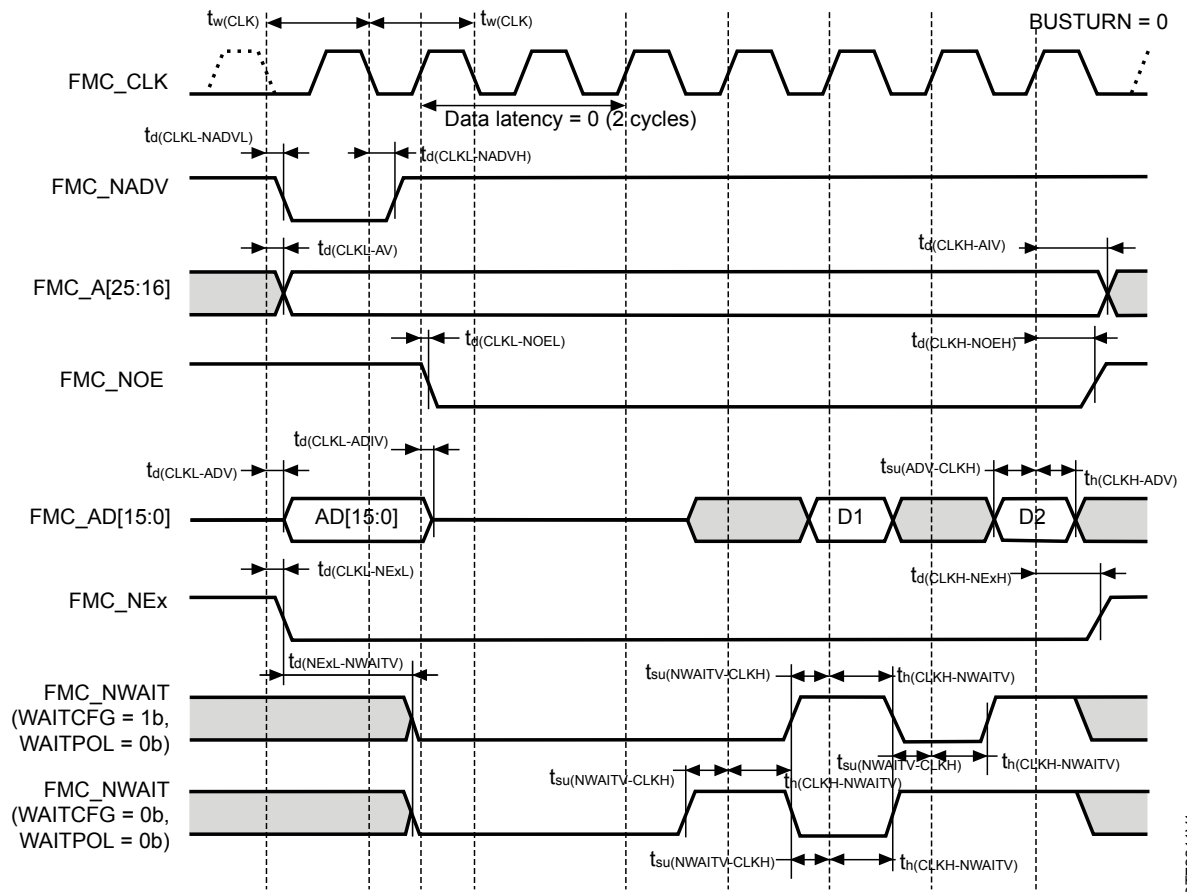 tw(CLK) tw(CLK) BUSTURN = 0
FMC_CLK
Data latency = 0 (2 cycles)
td(CLKL-NADVL)
td(CLKL-NADVH)
FMC_NADV
td(CLKL-AV) td(CLKH-AIV)
FMC_A[25:16]
td(CLKL-NOEL) td(CLKH-NOEH)
FMC_NOE
td(CLKL-ADIV)
td(CLKL-ADV) tsu(ADV-CLKH) th(CLKH-ADV)
FMC_AD[15:0] AD[15:0] D1 D2
td(CLKL-NExL) td(CLKH-NExH)
FMC_NEx
td(NExL-NWAITV)
tsu(NWAITV-CLKH) th(CLKH-NWAITV)
FMC_NWAIT
(WAITCFG = 1b,
WAITPOL = 0b)
tsu(NWAITV-CLKH) th(CLKH-NWAITV)
tsu(NWAITV-CLKH) th(CLKH-NWAITV)
FMC_NWAIT
(WAITCFG = 0b,
WAITPOL = 0b)
tsu(NWAITV-CLKH) th(CLKH-NWAITV)